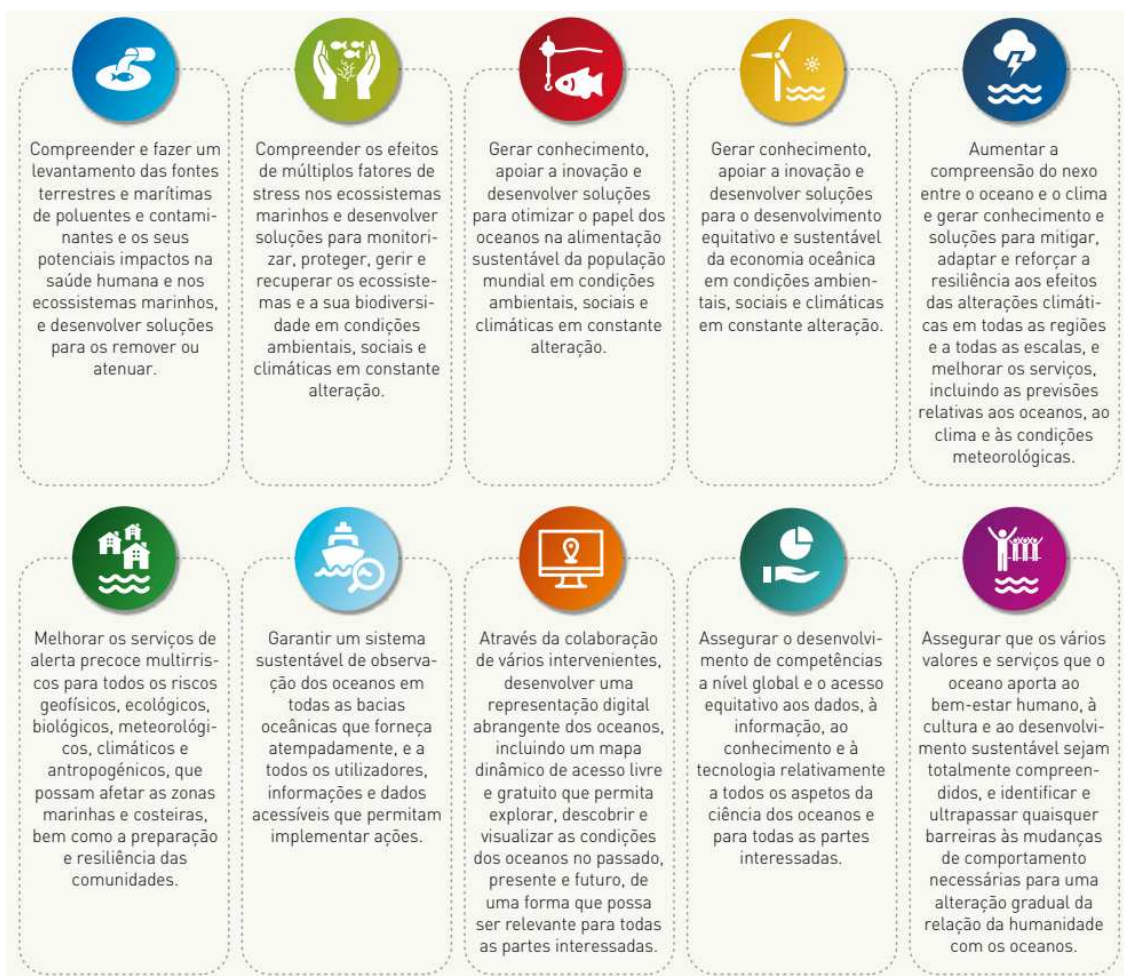 Compreender e fazer um
levantamento das fontes
terrestres e marítimas
de poluentes e contami-
nantes e os seus
potenciais impactos na
saúde humana e nos
ecossistemas marinhos,
e desenvolver soluções
para os remover ou
atenuar.
Compreender os efeitos
de múltiplos fatores de
stress nos ecossistemas
marinhos e desenvolver
soluções para monitori-
zar, proteger, gerir e
recuperar os ecossiste-
mas e a sua biodiversi-
dade em condições
ambientais, sociais e
climáticas em constante
alteração.
Gerar conhecimento,
apoiar a inovação e
desenvolver soluções
para otimizar o papel dos
oceanos na alimentação
sustentável da população
mundial em condições
ambientais, sociais e
climáticas em constante
alteração.
Gerar conhecimento,
apoiar a inovação e
desenvolver soluções
para o desenvolvimento
equitativo e sustentável
da economia oceânica
em condições ambien-
tais, sociais e climáticas
em constante alteração.
Aumentar a
compreensão do nexo
entre o oceano e o clima
e gerar conhecimento e
soluções para mitigar,
adaptar e reforçar a
resiliência aos efeitos
das alterações climáti-
cas em todas as regiões
e a todas as escalas, e
melhorar os serviços,
incluindo as previsões
relativas aos oceanos, ao
clima e às condições
meteorológicas.
Melhorar os serviços de
alerta precoce multirris-
cos para todos os riscos
geofísicos, ecológicos,
biológicos, meteorológi-
cos, climáticos e
antropogénicos, que
possam afetar as zonas
marinhas e costeiras,
bem como a preparação
e resiliência das
comunidades.
Garantir um sistema
sustentável de observa-
ção dos oceanos em
todas as bacias
oceânicas que forneça
atempadamente, e a
todos os utilizadores,
informações e dados
acessíveis que permitam
implementar ações.
Através da colaboração
de vários intervenientes,
desenvolver uma
representação digital
abrangente dos oceanos,
incluindo um mapa
dinâmico de acesso livre
e gratuito que permita
explorar, descobrir e
visualizar as condições
dos oceanos no passado,
presente e futuro, de
uma forma que possa
ser relevante para todas
as partes interessadas.
Assegurar o desenvolvi-
mento de competências
a nível global e o acesso
equitativo aos dados, à
informação, ao
conhecimento e à
tecnologia relativamente
a todos os aspetos da
ciência dos oceanos e
para todas as partes
interessadas.
Assegurar que os vários
valores e serviços que o
oceano aporta ao
bem-estar humano, à
cultura e ao desenvolvi-
mento sustentável sejam
totalmente compreen-
didos, e identificar e
ultrapassar quaisquer
barreiras às mudanças
de comportamento
necessárias para uma
alteração gradual da
relação da humanidade
com os oceanos.